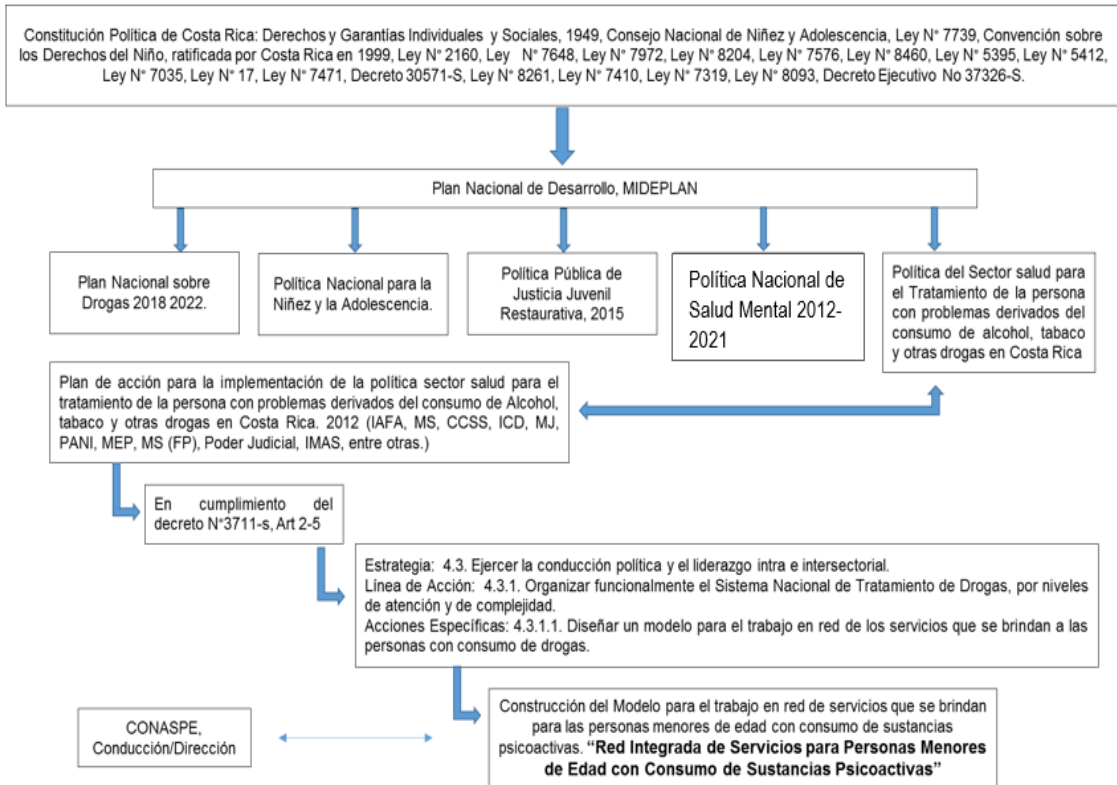 Constitución Política de Costa Rica: Derechos y Garantías Individuales y Sociales, 1949, Consejo Nacional de Niñez y Adolescencia, Ley N° 7739, Convención sobre
los Derechos del Niño, ratificada por Costa Rica en 1999, Ley N° 2160, Ley N° 7648, Ley N° 7972, Ley N° 8204, Ley N° 7576, Ley N° 8460, Ley N° 5395, Ley N° 5412,
Ley N° 7035, Ley N° 17, Ley N° 7471, Decreto 30571-S, Ley N° 8261, Ley N° 7410, Ley N° 7319, Ley N° 8093, Decreto Ejecutivo No 37326-S.
Plan Nacional de Desarrollo, MIDEPLAN
Plan Nacional sobre
Drogas 2018 2022.
Política Nacional para la
Niñez y la Adolescencia.
Política Pública de
Justicia Juvenil
Restaurativa, 2015
Política Nacional de
Salud Mental 2012-
2021
Política del Sector salud para
el Tratamiento de la persona
con problemas derivados del
consumo de alcohol, tabaco
y otras drogas en Costa Rica
Plan de acción para la implementación de la política sector salud para el
tratamiento de la persona con problemas derivados del consumo de Alcohol,
tabaco y otras drogas en Costa Rica. 2012 (IAFA, MS, CCSS, ICD, MJ,
PANI, MEP, MS (FP), Poder Judicial, IMAS, entre otras.)
En cumplimiento del
decreto N°3711-s, Art 2-5
Estrategia: 4.3. Ejercer la conducción política y el liderazgo intra e intersectorial.
Línea de Acción: 4.3.1. Organizar funcionalmente el Sistema Nacional de Tratamiento de Drogas, por niveles
de atención y de complejidad.
Acciones Específicas: 4.3.1.1. Diseñar un modelo para el trabajo en red de los servicios que se brindan a las
personas con consumo de drogas.
CONASPE,
Conducción/Dirección
Construcción del Modelo para el trabajo en red de servicios que se brindan
para las personas menores de edad con consumo de sustancias
psicoactivas. “Red Integrada de Servicios para Personas Menores
de Edad con Consumo de Sustancias Psicoactivas”